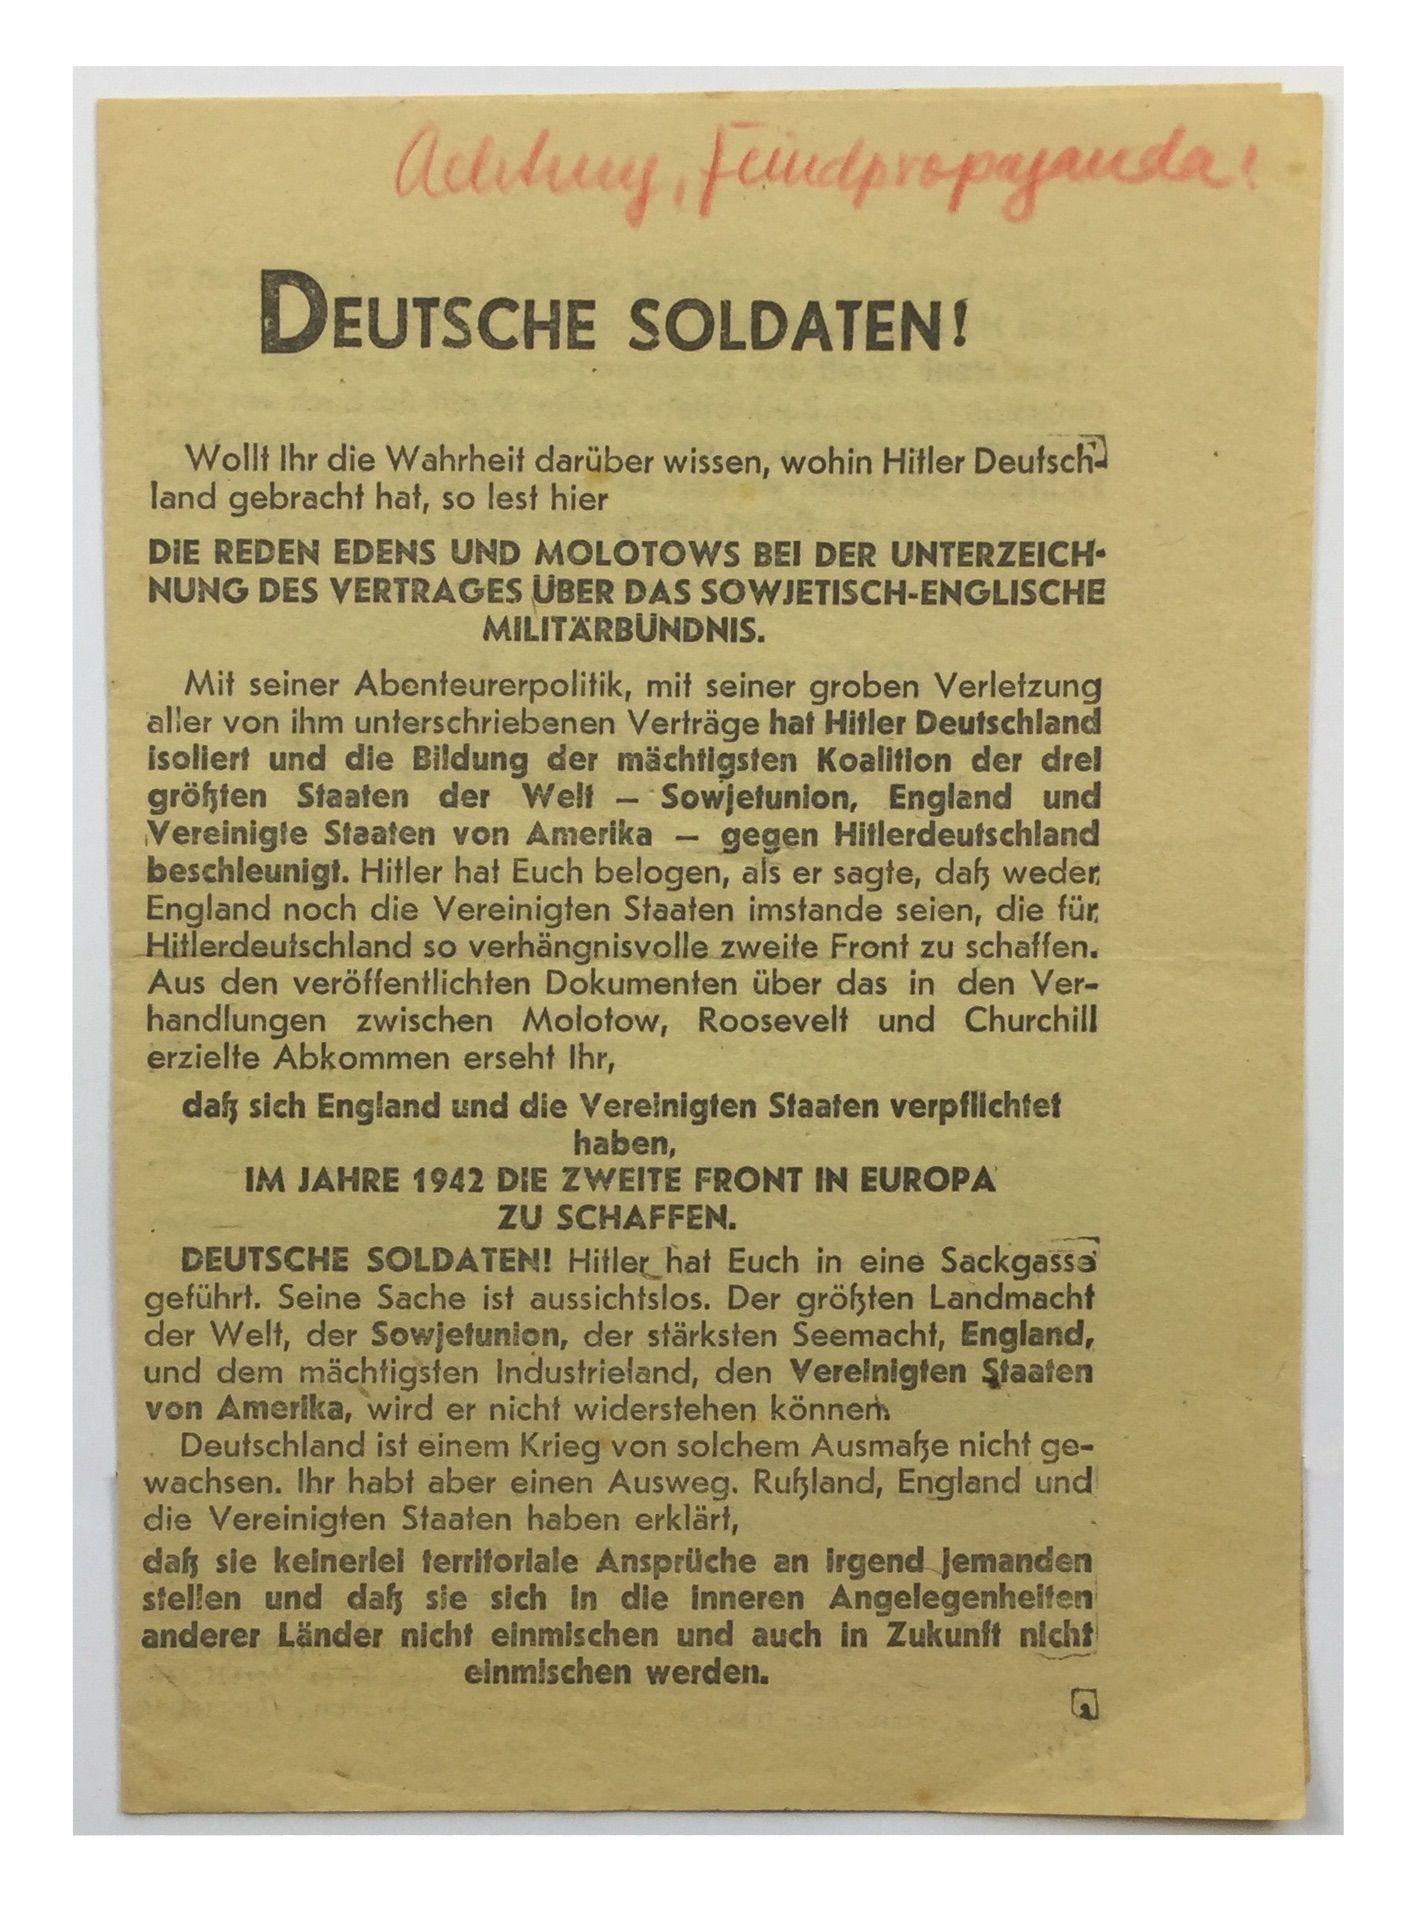 Achtung, Feindpropaganda!
DEUTSCHE SOLDATEN!
Wollt Ihr die Wahrheit darüber wissen, wohin Hitler Deutsch-
land gebracht hat, so lest hier
DIE REDEN EDENS UND MOLOTOWS BEI DER UNTERZEICH-
NUNG DES VERTRAGES ÜBER DAS SOWJETISCH-ENGLISCHE
MILITÄRBÜNDNIS.
Mit seiner Abenteurerpolitik, mit seiner groben Verletzung
aller von ihm unterschriebenen Verträge hat Hitler Deutschland
isoliert und die Bildung der mächtigsten Koalition der drei
größten Staaten der Welt – Sowjetunion, England und
Vereinigte Staaten von Amerika – gegen Hitlerdeutschland
beschleunigt. Hitler hat Euch belogen, als er sagte, daß weder
England noch die Vereinigten Staaten imstande seien, die für
Hitlerdeutschland so verhängnisvolle zweite Front zu schaffen.
Aus den veröffentlichten Dokumenten über das in den Ver-
handlungen zwischen Molotow, Roosevelt und Churchill
erzielte Abkommen erseht Ihr,
daß sich England und die Vereinigten Staaten verpflichtet
haben,
IM JAHRE 1942 DIE ZWEITE FRONT IN EUROPA
ZU SCHAFFEN.
DEUTSCHE SOLDATEN! Hitler hat Euch in eine Sackgasse
geführt. Seine Sache ist aussichtslos. Der größten Landmacht
der Welt, der Sowjetunion, der stärksten Seemacht, England,
und dem mächtigsten Industrieland, den Vereinigten Staaten
von Amerika, wird er nicht widerstehen können.
Deutschland ist einem Krieg von solchem Ausmaße nicht ge-
wachsen. Ihr habt aber einen Ausweg. Rußland, England und
die Vereinigten Staaten haben erklärt,
daß sie keinerlei territoriale Ansprüche an irgend jemanden
stellen und daß sie sich in die inneren Angelegenheiten
anderer Länder nicht einmischen und auch in Zukunft nicht
einmischen werden.